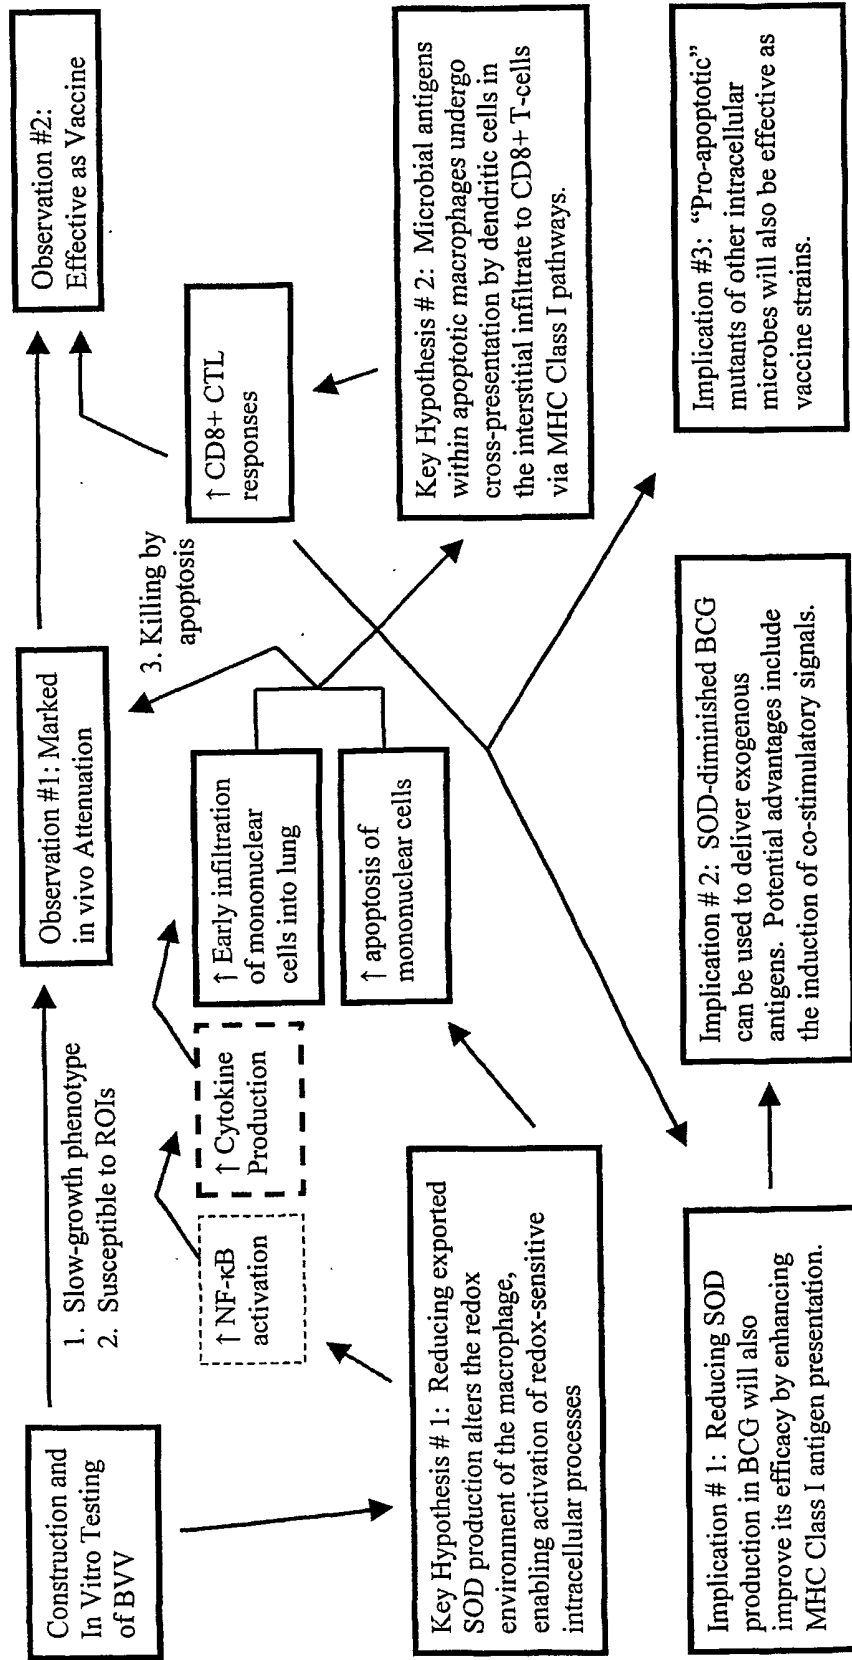 Construction and
In Vitro Testing
of BVV
1. Slow-growth phenotype
2. Susceptible to ROIs
Observation #1: Marked
in vivo Attenuation
Observation #2:
Effective as Vaccine
↑ NF-κB
activation
↑ Cytokine
Production
↑ Early infiltration
of mononuclear
cells into lung
↑ apoptosis of
mononuclear cells
3. Killing by
apoptosis
↑ CD8+ CTL
responses
Key Hypothesis # 1: Reducing exported
SOD production alters the redox
environment of the macrophage,
enabling activation of redox-sensitive
intracellular processes
Key Hypothesis # 2: Microbial antigens
within apoptotic macrophages undergo
cross-presentation by dendritic cells in
the interstitial infiltrate to CD8+ T-cells
via MHC Class I pathways.
Implication # 1: Reducing SOD
production in BCG will also
improve its efficacy by enhancing
MHC Class I antigen presentation.
Implication # 2: SOD-diminished BCG
can be used to deliver exogenous
antigens. Potential advantages include
the induction of co-stimulatory signals.
Implication #3: “Pro-apoptotic”
mutants of other intracellular
microbes will also be effective as
vaccine strains.